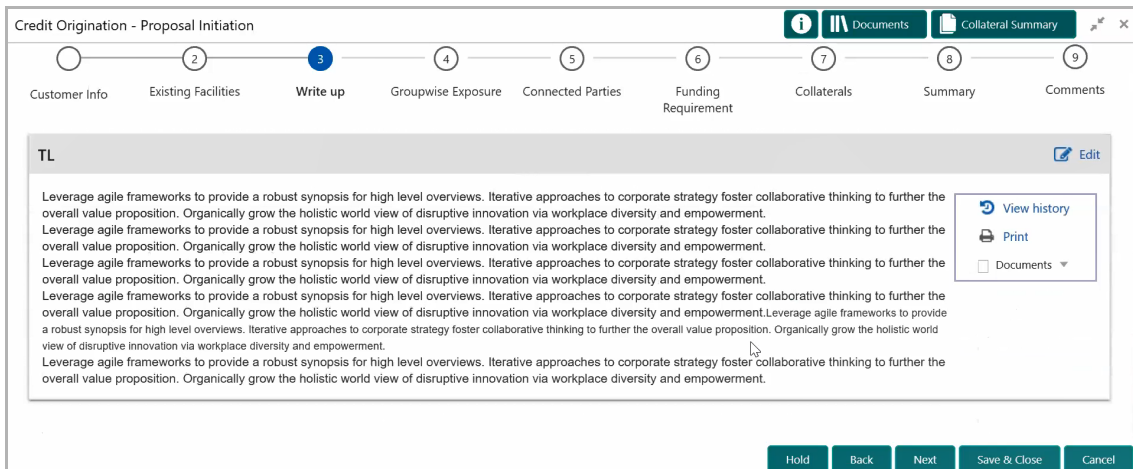 Credit Origination - Proposal Initiation
i
Documents
Collateral Summary
2
3
4
5
6
7
8
9
Customer Info
Existing Facilities
Write up
Groupwise Exposure
Connected Parties
Funding
Requirement
Collaterals
Summary
Comments
TL
Edit
Leverage agile frameworks to provide a robust synopsis for high level overviews. Iterative approaches to corporate strategy foster collaborative thinking to further the
overall value proposition. Organically grow the holistic world view of disruptive innovation via workplace diversity and empowerment.
Leverage agile frameworks to provide a robust synopsis for high level overviews. Iterative approaches to corporate strategy foster collaborative thinking to further the
overall value proposition. Organically grow the holistic world view of disruptive innovation via workplace diversity and empowerment.
Leverage agile frameworks to provide a robust synopsis for high level overviews. Iterative approaches to corporate strategy foster collaborative thinking to further the
overall value proposition. Organically grow the holistic world view of disruptive innovation via workplace diversity and empowerment.
Leverage agile frameworks to provide a robust synopsis for high level overviews. Iterative approaches to corporate strategy foster collaborative thinking to further the
overall value proposition. Organically grow the holistic world view of disruptive innovation via workplace diversity and empowerment.Leverage agile frameworks to provide
a robust synopsis for high level overviews. Iterative approaches to corporate strategy foster collaborative thinking to further the overall value proposition. Organically grow the holistic world
view of disruptive innovation via workplace diversity and empowerment.
Leverage agile frameworks to provide a robust synopsis for high level overviews. Iterative approaches to corporate strategy foster collaborative thinking to further the
overall value proposition. Organically grow the holistic world view of disruptive innovation via workplace diversity and empowerment.
View history
Print
Documents
Hold
Back
Next
Save & Close
Cancel